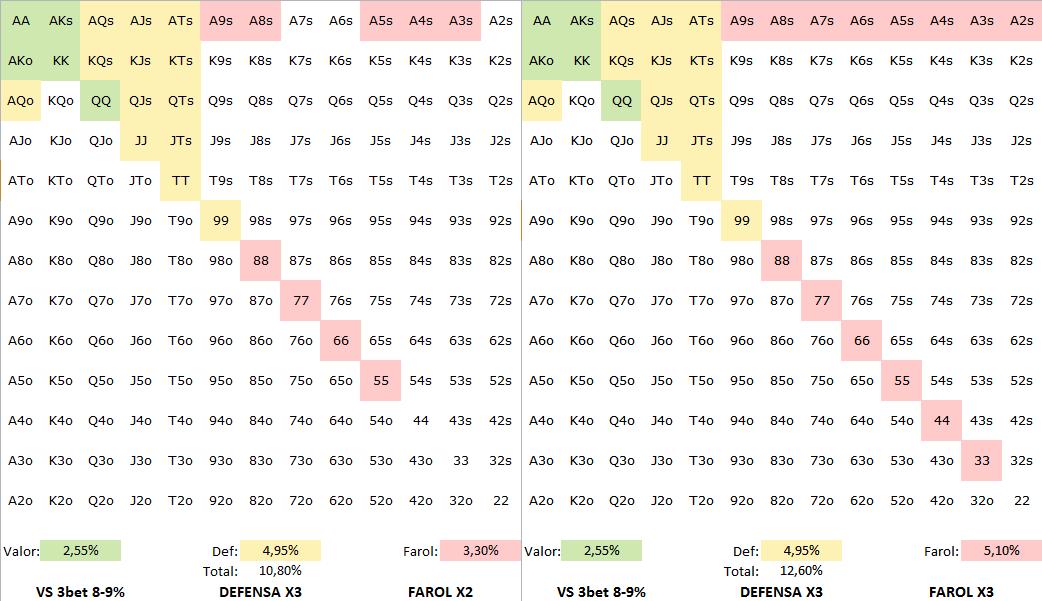 AA AKs AQs AJs ATs A9s A8s A7s A6s A5s A4s A3s A2s AA AKs AQs AJs ATs A9s A8s A7s A6s A5s A4s A3s A2s
AKo KK KQs KJs KTs K9s K8s K7s K6s K5s K4s K3s K2s AKo KK KQs KJs KTs K9s K8s K7s K6s K5s K4s K3s K2s
AQo KQo QQ QJs QTs Q9s Q8s Q7s Q6s Q5s Q4s Q3s Q2s AQo KQo QQ QJs QTs Q9s Q8s Q7s Q6s Q5s Q4s Q3s Q2s
AJo KJo QJo JJ JTs J9s J8s J7s J6s J5s J4s J3s J2s AJo KJo QJo JJ JTs J9s J8s J7s J6s J5s J4s J3s J2s
ATo KTo QTo JTo TT T9s T8s T7s T6s T5s T4s T3s T2s ATo KTo QTo JTo TT T9s T8s T7s T6s T5s T4s T3s T2s
A9o K9o Q9o J9o T9o 99 98s 97s 96s 95s 94s 93s 92s A9o K9o Q9o J9o T9o 99 98s 97s 96s 95s 94s 93s 92s
A8o K8o Q8o J8o T8o 98o 88 87s 86s 85s 84s 83s 82s A8o K8o Q8o J8o T8o 98o 88 87s 86s 85s 84s 83s 82s
A7o K7o Q7o J7o T7o 97o 87o 77 76s 75s 74s 73s 72s A7o K7o Q7o J7o T7o 97o 87o 77 76s 75s 74s 73s 72s
A6o K6o Q6o J6o T6o 96o 86o 76o 66 65s 64s 63s 62s A6o K6o Q6o J6o T6o 96o 86o 76o 66 65s 64s 63s 62s
A5o K5o Q5o J5o T5o 95o 85o 75o 65o 55 54s 53s 52s A5o K5o Q5o J5o T5o 95o 85o 75o 65o 55 54s 53s 52s
A4o K4o Q4o J4o T4o 94o 84o 74o 64o 54o 44 43s 42s A4o K4o Q4o J4o T4o 94o 84o 74o 64o 54o 44 43s 42s
A3o K3o Q3o J3o T3o 93o 83o 73o 63o 53o 43o 33 32s A3o K3o Q3o J3o T3o 93o 83o 73o 63o 53o 43o 33 32s
A2o K2o Q2o J2o T2o 92o 82o 72o 62o 52o 42o 32o 22 A2o K2o Q2o J2o T2o 92o 82o 72o 62o 52o 42o 32o 22
Valor: 2,55% Def: 4,95% Farol: 3,30% Valor: 2,55% Def: 4,95% Farol: 5,10%
Total: 10,80% Total: 12,60%
VS 3bet 8-9% DEFENSA X3 FAROL X2 VS 3bet 8-9% DEFENSA X3 FAROL X3